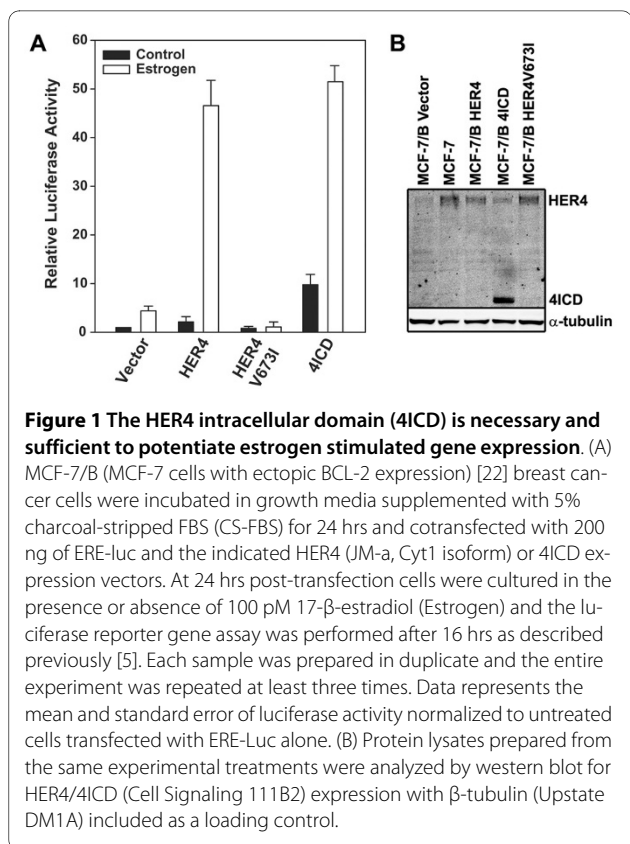 A
60
50
40
30
20
10
0
Relative Luciferase Activity
Control
Estrogen
Vector
HER4
HER4
V673I
4ICD
B
MCF-7/B Vector
MCF-7
MCF-7/B HER4
MCF-7/B 4ICD
MCF-7/B HER4V673I
HER4
4ICD
α-tubulin
Figure 1 The HER4 intracellular domain (4ICD) is necessary and
sufficient to potentiate estrogen stimulated gene expression. (A)
MCF-7/B (MCF-7 cells with ectopic BCL-2 expression) [22] breast can-
cer cells were incubated in growth media supplemented with 5%
charcoal-stripped FBS (CS-FBS) for 24 hrs and cotransfected with 200
ng of ERE-luc and the indicated HER4 (JM-a, Cyt1 isoform) or 4ICD ex-
pression vectors. At 24 hrs post-transfection cells were cultured in the
presence or absence of 100 pM 17-β-estradiol (Estrogen) and the lu-
ciferase reporter gene assay was performed after 16 hrs as described
previously [5]. Each sample was prepared in duplicate and the entire
experiment was repeated at least three times. Data represents the
mean and standard error of luciferase activity normalized to untreated
cells transfected with ERE-Luc alone. (B) Protein lysates prepared from
the same experimental treatments were analyzed by western blot for
HER4/4ICD (Cell Signaling 111B2) expression with β-tubulin (Upstate
DM1A) included as a loading control.